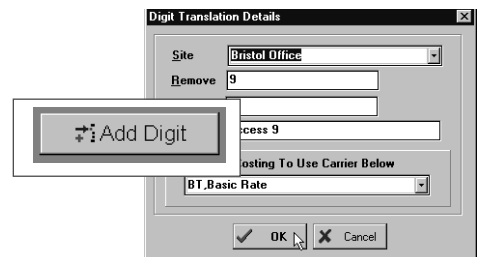 Digit Translation Details
Site Bristol Office
Remove 9
Add Digit
ccess 9
osting To Use Carrier Below
BT,Basic Rate
OK Cancel